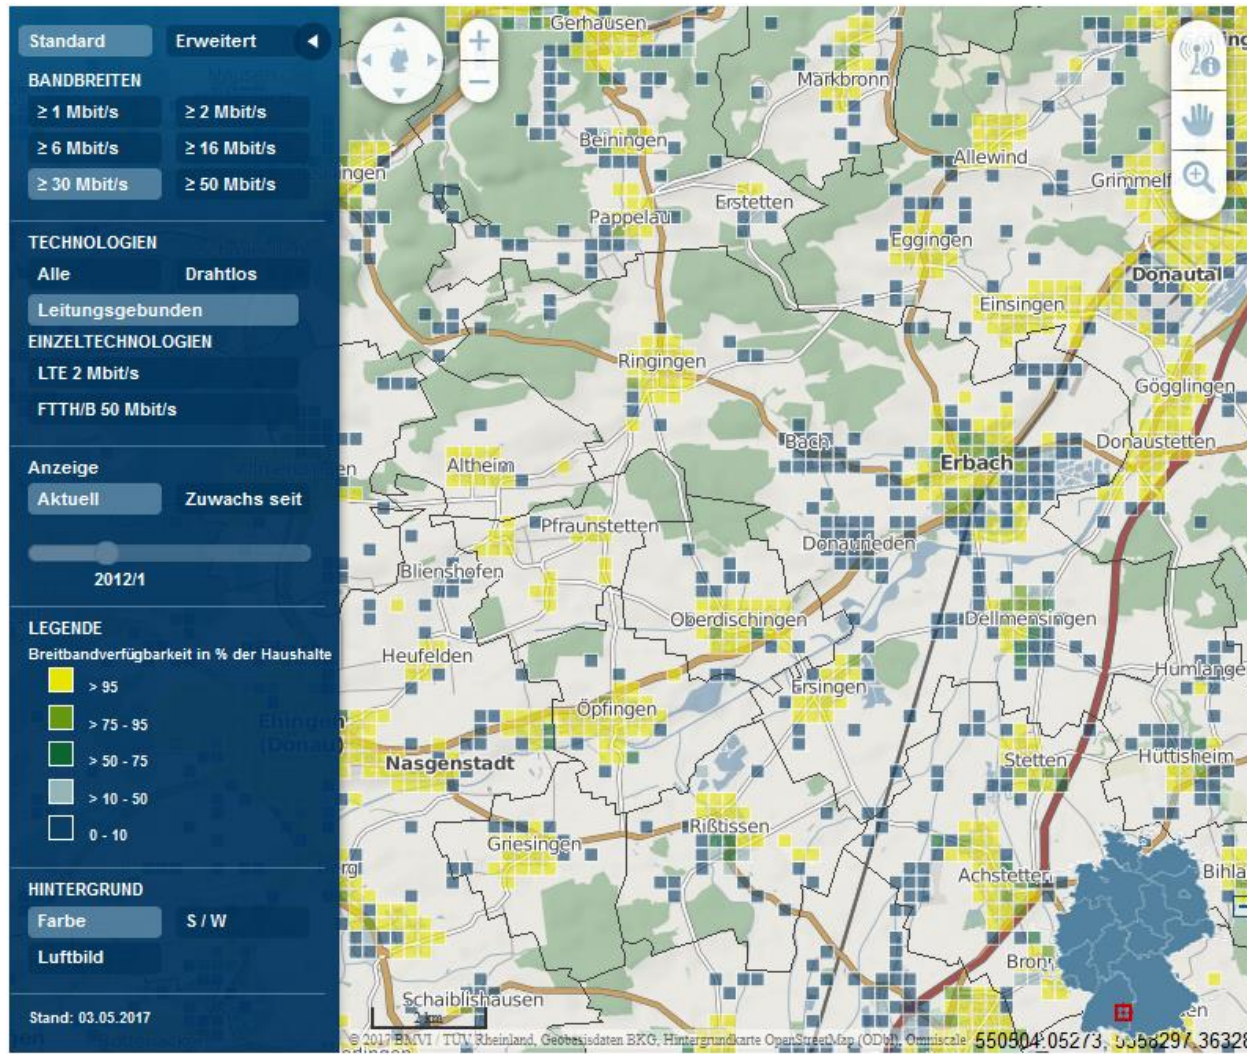 Standard Erweitert
BANDBREITEN
≥ 1 Mbit/s ≥ 2 Mbit/s
≥ 6 Mbit/s ≥ 16 Mbit/s
≥ 30 Mbit/s ≥ 50 Mbit/s
TECHNOLOGIEN
Alle Drahtlos
Leitungsgebunden
EINZELTECHNOLOGIEN
LTE 2 Mbit/s
FTTH/B 50 Mbit/s
Anzeige
Aktuell Zuwachs seit
2012/1
LEGENDE
Breitbandverfügbarkeit in % der Haushalte
> 95
> 75 - 95
> 50 - 75
> 10 - 50
0 - 10
HINTERGRUND
Farbe S / W
Luftbild
Stand: 03.05.2017
Gerhausen
Markbronn
Beiningen
Allewind
Erstetten
Pappelau
Eggingen
Donautal
Einsingen
Ringingen
Gögglingen
Bach
Donaustetten
Altheim
Erbach
Pfraunstetten
Donaurieden
Blienshofen
Oberdischingen
Dellmensingen
Heufelden
Humlange
Ersingen
Öpfingen
Ehingen
(Donau)
Nasgenstadt
Stetten
Hüttisheim
Rißtissen
Griesingen
Achstetten
Bihla
Bronn
Schaiblishausen
2 km
© 2017 BMVI / TÜV Rheinland, Geobasisdaten BKG, Hintergrundkarte OpenStreetMap (ODbL), Omniscale